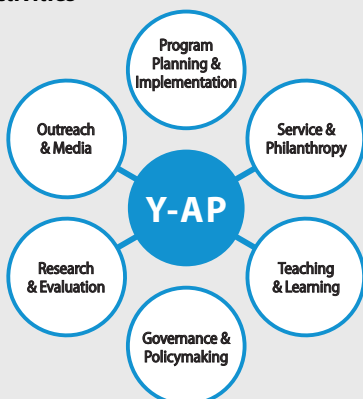 Program
Planning &
Implementation
Outreach
& Media
Service &
Philanthropy
Y-AP
Research
& Evaluation
Teaching
& Learning
Governance &
Policymaking